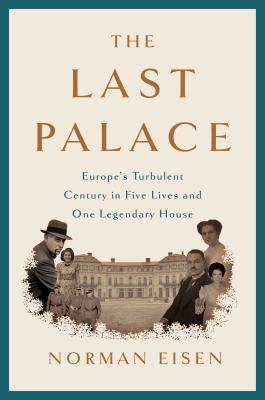 THE
LAST
PALACE
Europe's Turbulent
Century in Five Lives and
One Legendary House
NORMAN EISEN